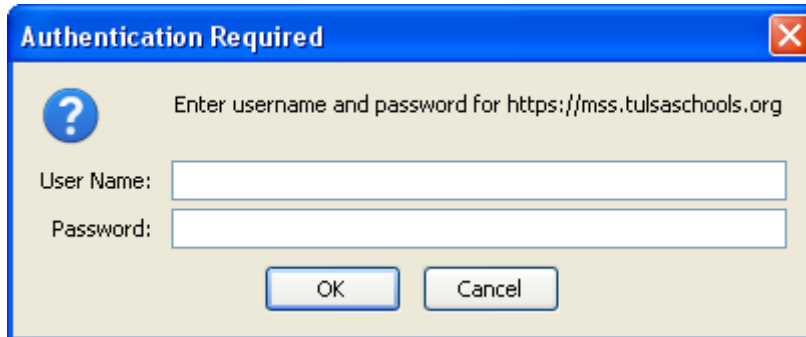 Authentication Required
Enter username and password for https://mss.tulsaschools.org
User Name:
Password:
OK Cancel